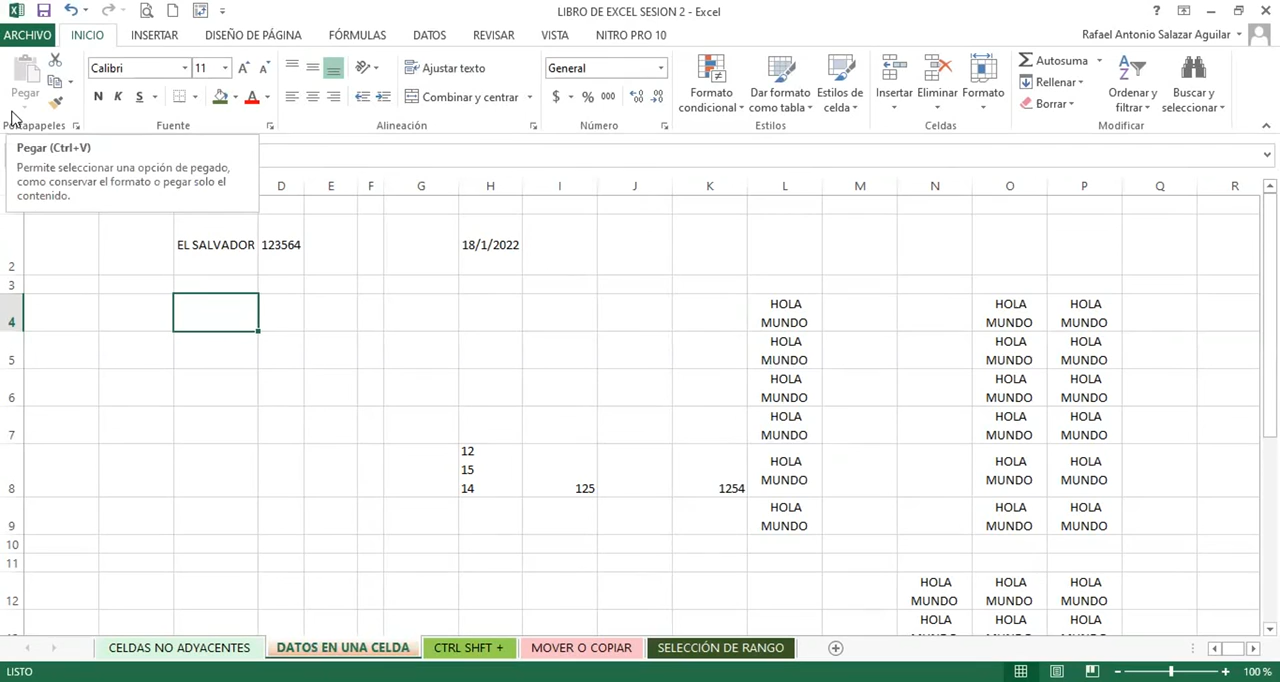 LIBRO DE EXCEL SESION 2 - Excel
ARCHIVO INICIO INSERTAR DISEÑO DE PÁGINA FÓRMULAS DATOS REVISAR VISTA NITRO PRO 10 Rafael Antonio Salazar Aguilar
Pegar
Calibri 11
N K S
Ajustar texto
Combinar y centrar
General
$ % 000
Formato condicional
Dar formato como tabla
Estilos de celda
Insertar Eliminar Formato
Autosuma
Rellenar
Borrar
Ordenar y filtrar
Buscar y seleccionar
Portapapeles Fuente Alineación Número Estilos Celdas Modificar
Pegar (Ctrl+V)
Permite seleccionar una opción de pegado,
como conservar el formato o pegar solo el
contenido.
D E F G H I J K L M N O P Q R
EL SALVADOR 123564 18/1/2022
2
3
HOLA HOLA HOLA
4 MUNDO MUNDO MUNDO
HOLA HOLA HOLA
5 MUNDO MUNDO MUNDO
HOLA HOLA HOLA
6 MUNDO MUNDO MUNDO
HOLA HOLA HOLA
7 MUNDO MUNDO MUNDO
12
HOLA HOLA HOLA
15
MUNDO MUNDO MUNDO
8 14 125 1254
HOLA HOLA HOLA
9 MUNDO MUNDO MUNDO
10
11
HOLA HOLA HOLA
12 MUNDO MUNDO MUNDO
HOLA HOLA HOLA
CELDAS NO ADYACENTES DATOS EN UNA CELDA CTRL SHFT + MOVER O COPIAR SELECCIÓN DE RANGO
LISTO 100 %